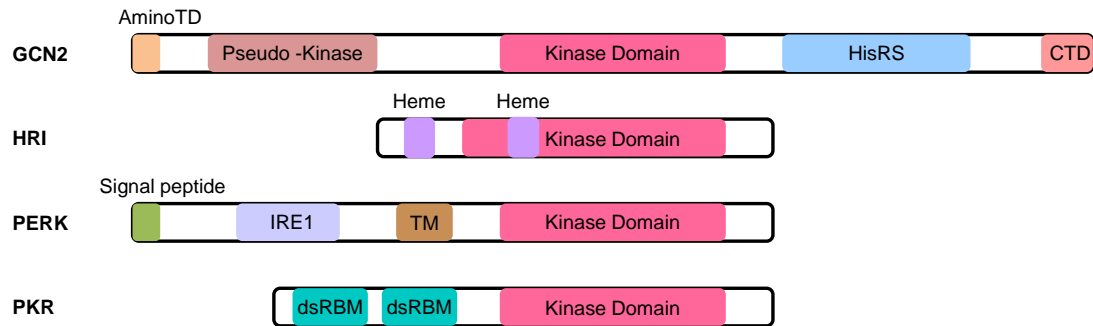 AminoTD
GCN2 Pseudo -Kinase Kinase Domain HisRS CTD
Heme Heme
HRI Kinase Domain
Signal peptide
PERK IRE1 TM Kinase Domain
PKR dsRBM dsRBM Kinase Domain